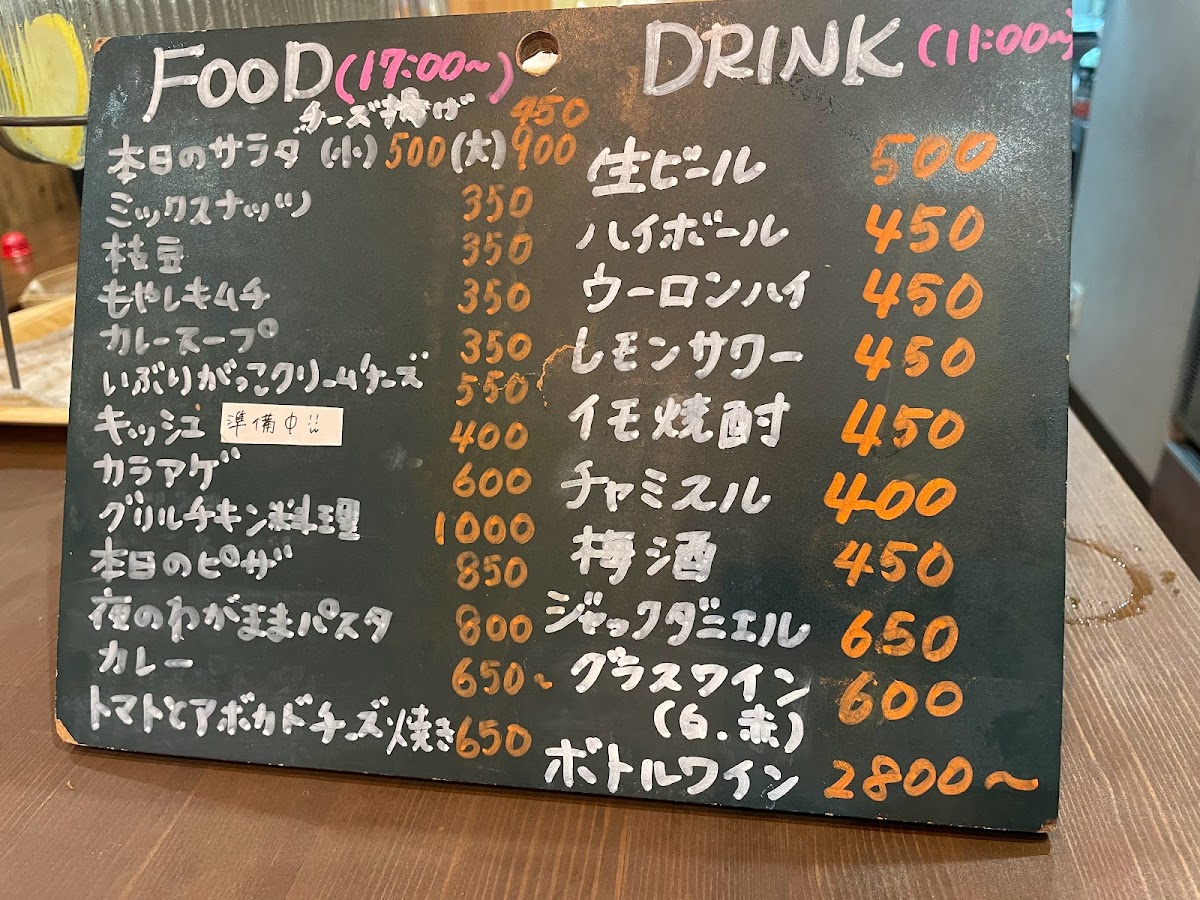 FOOD (17:00~)
チーズ揚げ 450
本日のサラダ (小) 500 (大) 900
ミックスナッツ 350
枝豆 350
もやしキムチ 350
カレースープ 350
いぶりがっこクリームチーズ 550
キッシュ 準備中!! 400
カラアゲ 600
グリルチキン料理 1000
本日のピザ 850
夜のわがままパスタ 800
カレー 650~
トマトとアボカドチーズ焼き 650
DRINK (11:00~)
生ビール 500
ハイボール 450
ウーロンハイ 450
レモンサワー 450
イモ焼酎 450
チャミスル 400
梅酒 450
ジャックダニエル 650
グラスワイン 600
(白.赤)
ボトルワイン 2800~